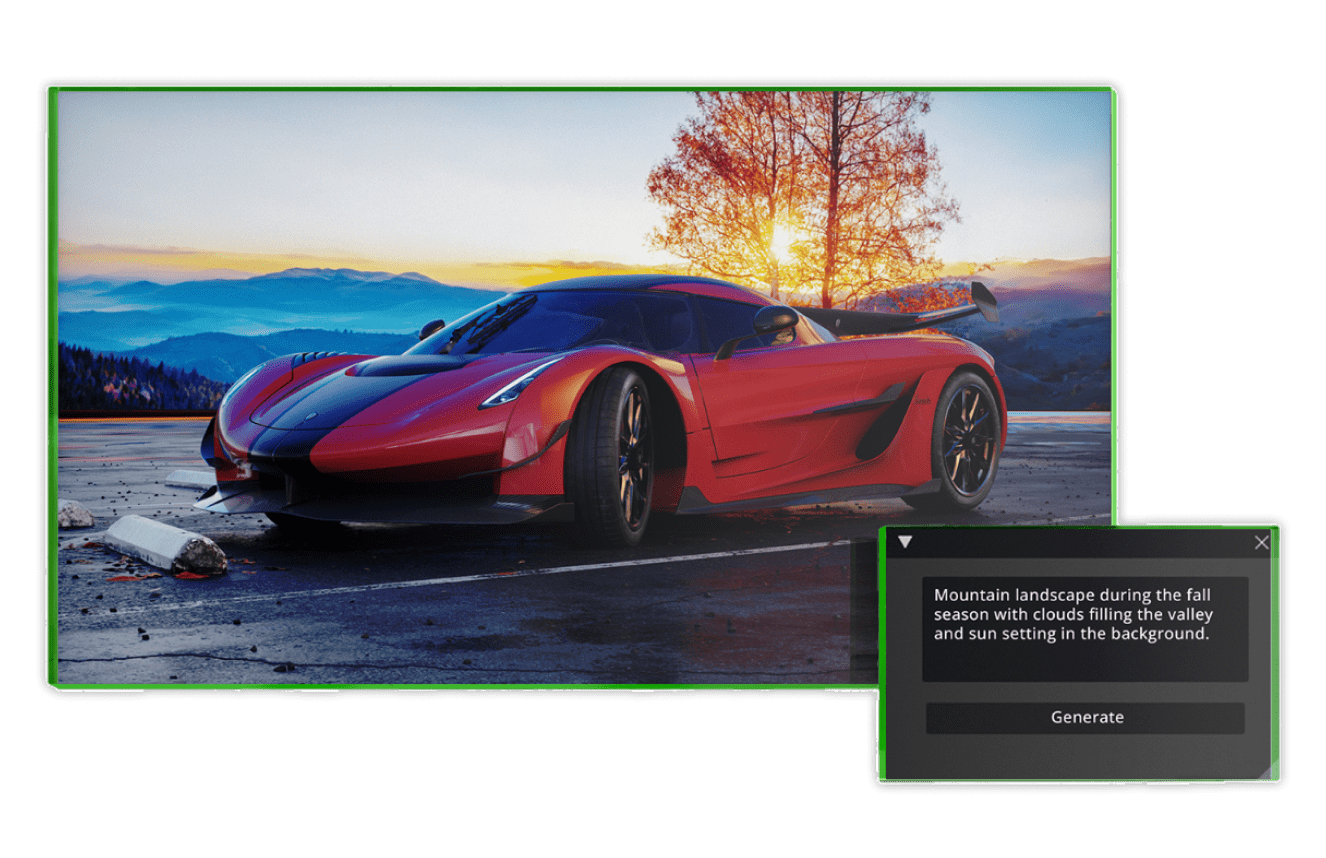 Mountain landscape during the fall
season with clouds filling the valley
and sun setting in the background.
Generate